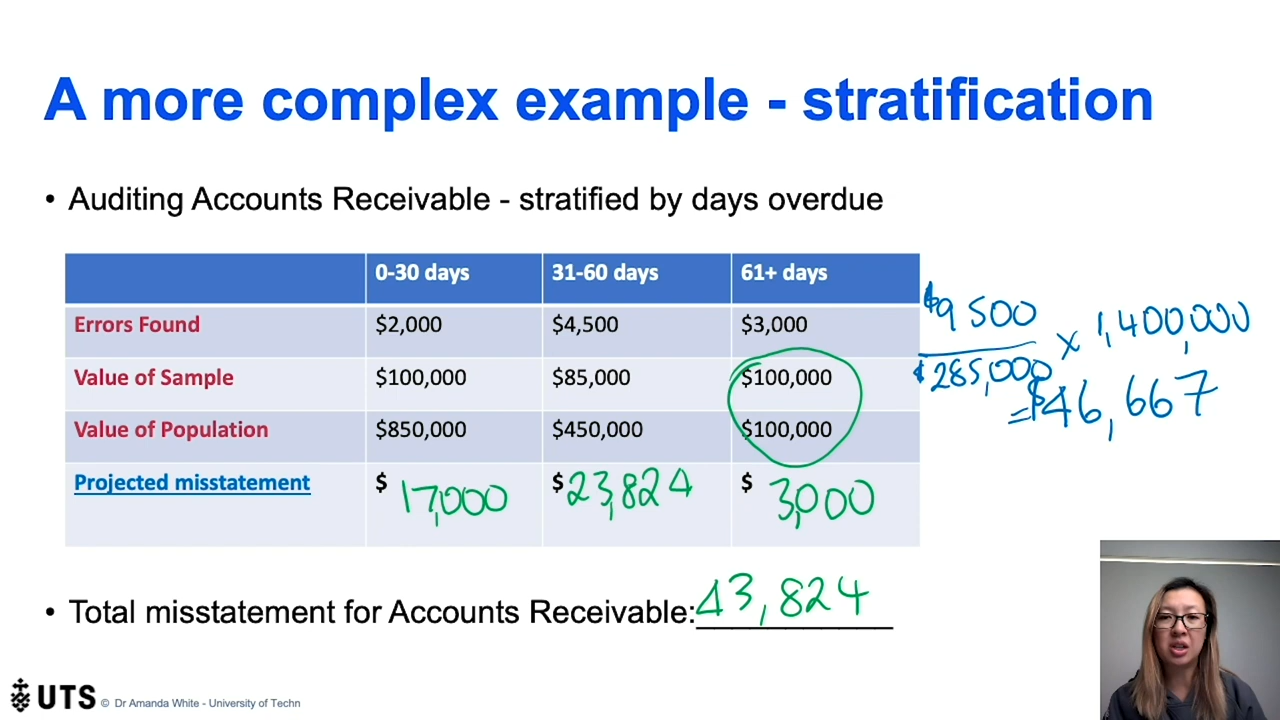 A more complex example - stratification
• Auditing Accounts Receivable - stratified by days overdue
0-30 days 31-60 days 61+ days
Errors Found $2,000 $4,500 $3,000
Value of Sample $100,000 $85,000 $100,000
Value of Population $850,000 $450,000 $100,000
Projected misstatement $ 17,000 $ 23,824 $ 3,000
$9 500
$285,000
x 1,400,000
= $46,667
• Total misstatement for Accounts Receivable: 43,824
UTS © Dr Amanda White - University of Techn